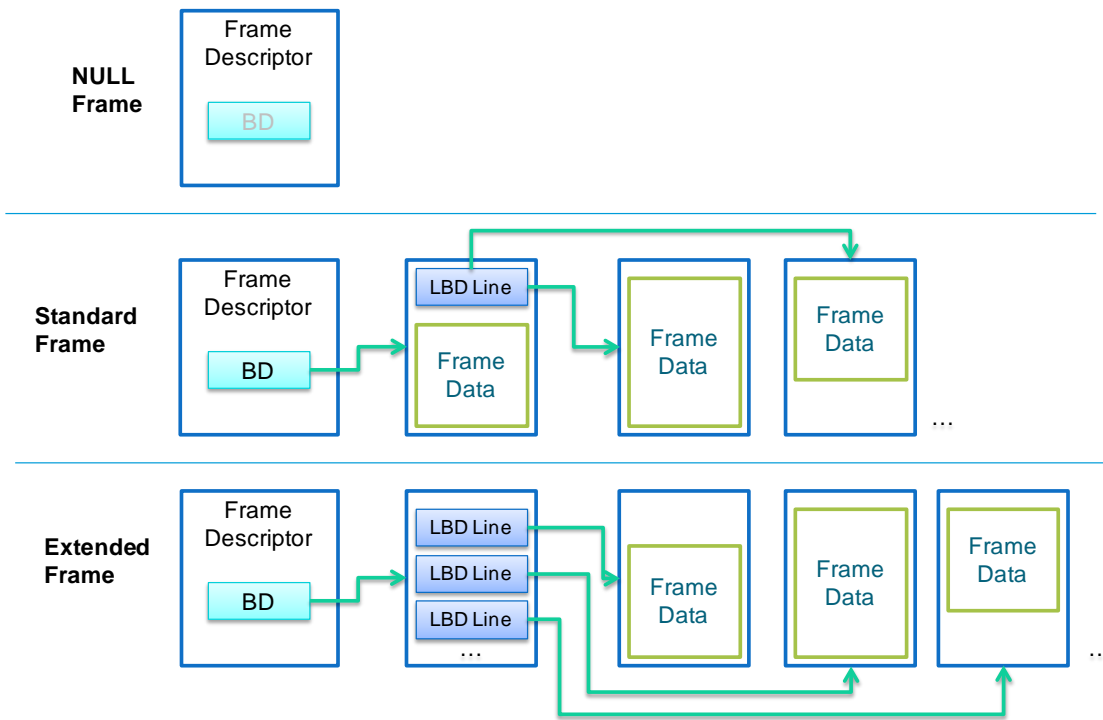 NULL
Frame
Frame
Descriptor
BD
Standard
Frame
Frame
Descriptor
BD
LBD Line
Frame
Data
Frame
Data
Frame
Data
…
Extended
Frame
Frame
Descriptor
BD
LBD Line
LBD Line
LBD Line
…
Frame
Data
Frame
Data
Frame
Data
..